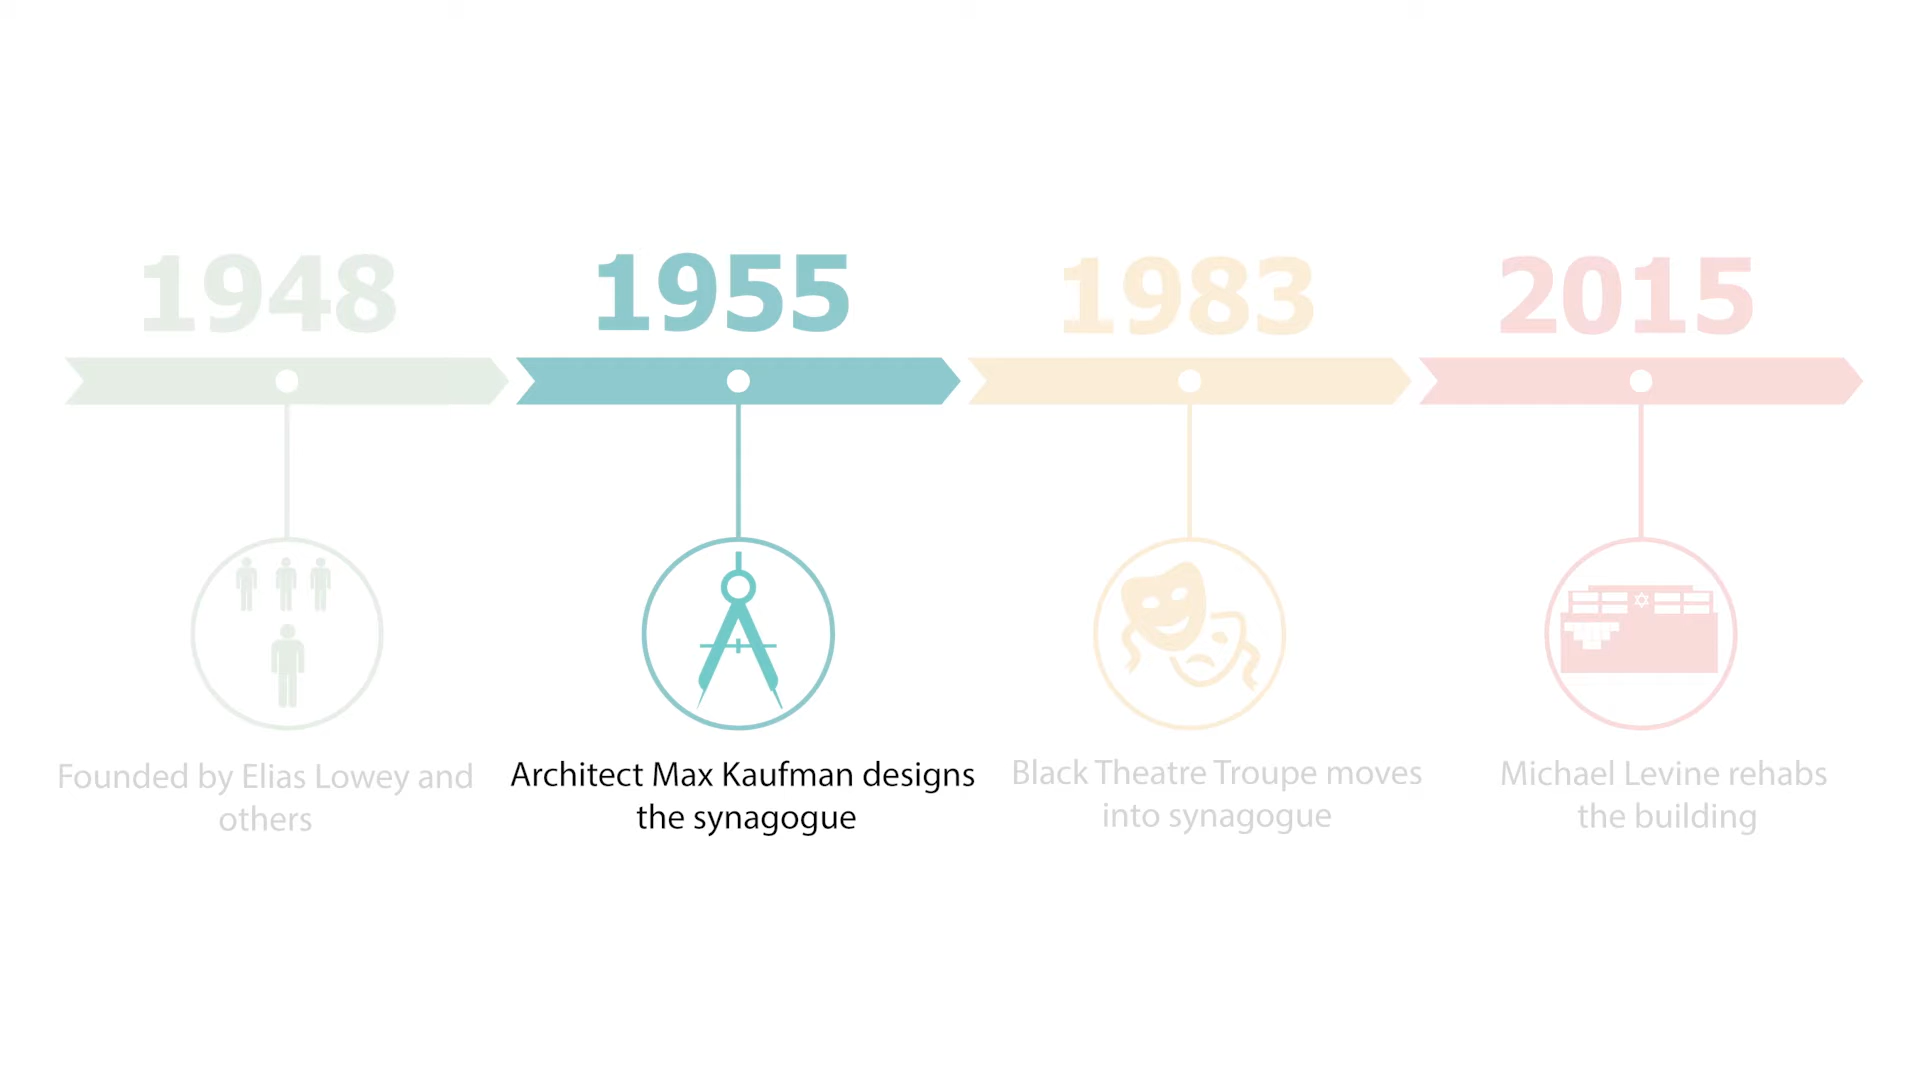 1948
1955
1983
2015
Founded by Elias Lowey and
others
Architect Max Kaufman designs
the synagogue
Black Theatre Troupe moves
into synagogue
Michael Levine rehabs
the building